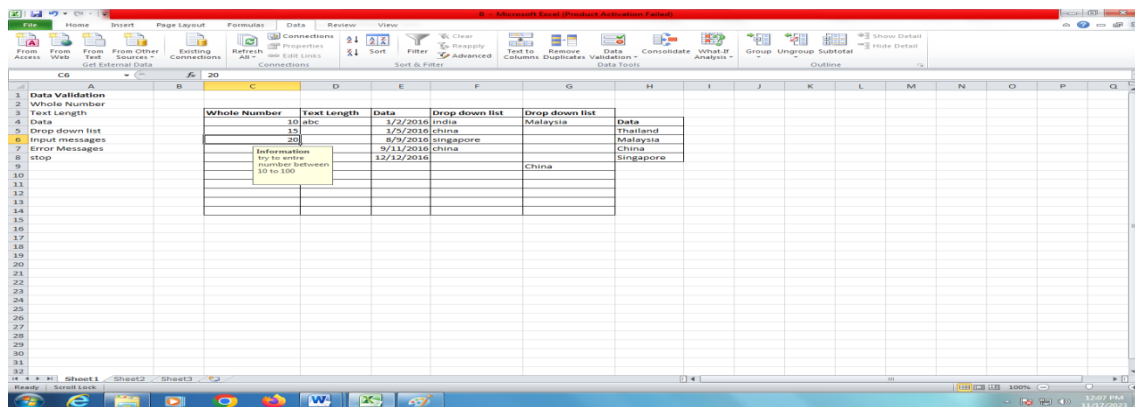 B - Microsoft Excel (Product Activation Failed)
File Home Insert Page Layout Formulas Data Review View
From Access From Web From Text From Other Sources Existing Connections Refresh All Connections Properties Edit Links Sort Filter Clear Reapply Advanced Text to Columns Remove Duplicates Data Validation Consolidate What-If Analysis Group Ungroup Subtotal Show Detail Hide Detail
Get External Data Connections Sort & Filter Data Tools Outline
C6 fx 20
A B C D E F G H I J K L M N O P Q
1 Data Validation
2 Whole Number
3 Text Length Whole Number Text Length Data Drop down list Drop down list
4 Data 10 abc 1/2/2016 india Malaysia Data
5 Drop down list 15 1/5/2016 china Thailand
6 Input messages 20 8/9/2016 singapore Malaysia
7 Error Messages 9/11/2016 china China
8 stop 12/12/2016 Singapore
9 China
Information
try to entre
number between
10 to 100
10
11
12
13
14
15
16
17
18
19
20
21
22
23
24
25
26
27
28
29
30
31
32
Sheet1 Sheet2 Sheet3
Ready Scroll Lock 100%
12:07 PM
11/17/2021